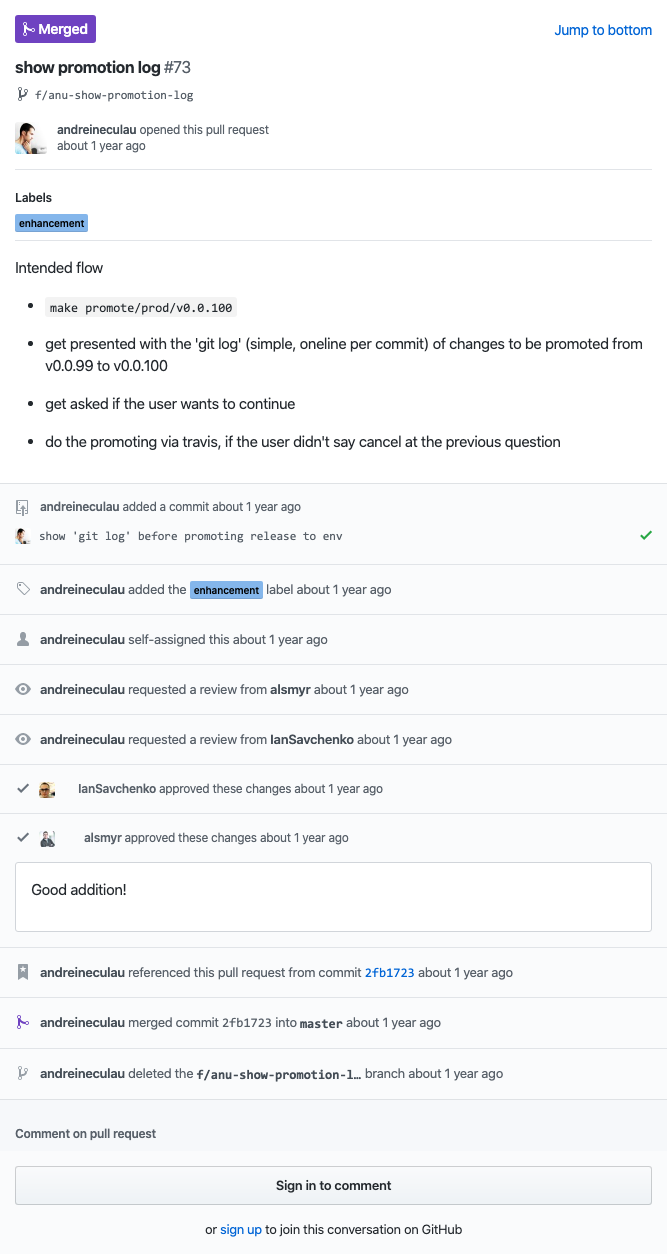 Merged
Jump to bottom
show promotion log #73
f/anu-show-promotion-log
andreineculau opened this pull request
about 1 year ago
Labels
enhancement
Intended flow
• make promote/prod/v0.0.100
• get presented with the 'git log' (simple, oneline per commit) of changes to be promoted from
v0.0.99 to v0.0.100
• get asked if the user wants to continue
• do the promoting via travis, if the user didn't say cancel at the previous question
andreineculau added a commit about 1 year ago
show 'git log' before promoting release to env
andreineculau added the enhancement label about 1 year ago
andreineculau self-assigned this about 1 year ago
andreineculau requested a review from alsmyr about 1 year ago
andreineculau requested a review from IanSavchenko about 1 year ago
IanSavchenko approved these changes about 1 year ago
alsmyr approved these changes about 1 year ago
Good addition!
andreineculau referenced this pull request from commit 2fb1723 about 1 year ago
andreineculau merged commit 2fb1723 into master about 1 year ago
andreineculau deleted the f/anu-show-promotion-l… branch about 1 year ago
Comment on pull request
Sign in to comment
or sign up to join this conversation on GitHub